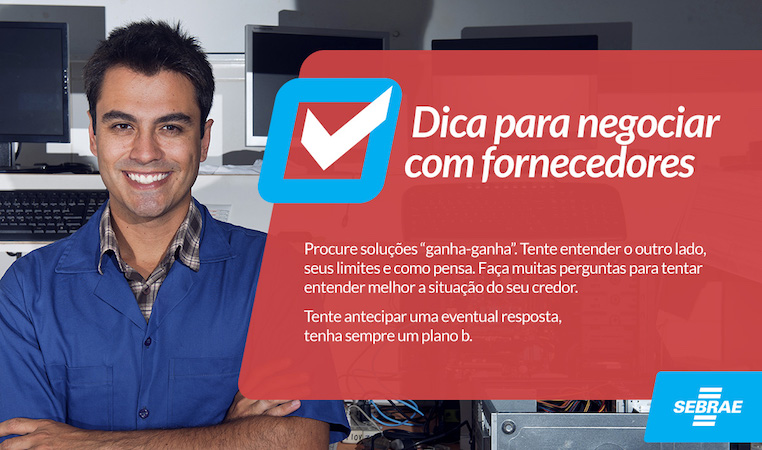 Dica para negociar
com fornecedores
Procure soluções “ganha-ganha”. Tente entender o outro lado,
seus limites e como pensa. Faça muitas perguntas para tentar
entender melhor a situação do seu credor.
Tente antecipar uma eventual resposta,
tenha sempre um plano b.
SEBRAE